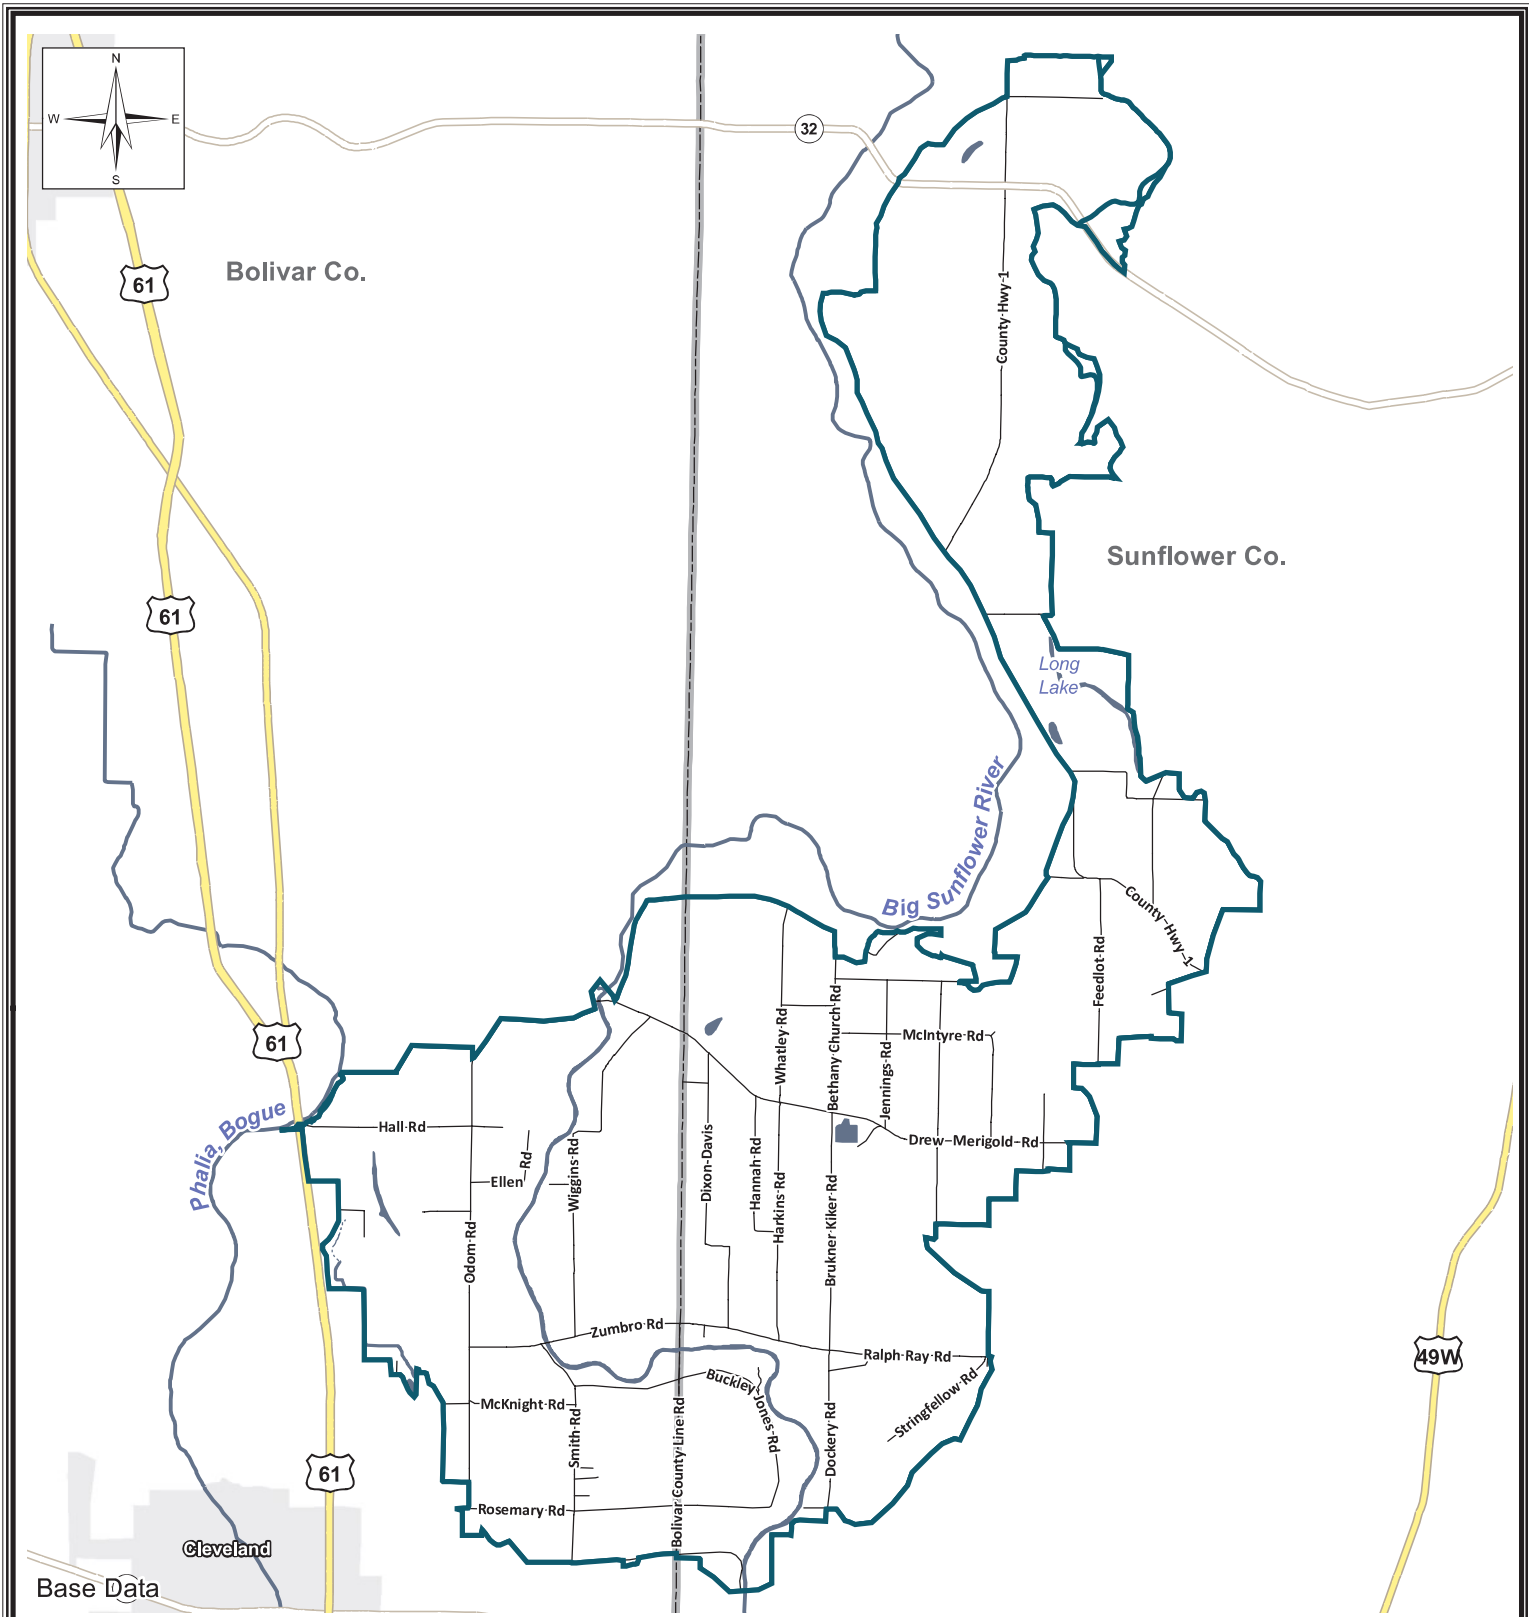 N
W E
S
32
61
Bolivar Co.
County Hwy 1
Sunflower Co.
61
Long
Lake
Big Sunflower River
County Hwy 1
Feedlot Rd
61
Whatley Rd
Bethany Church Rd
McIntyre Rd
Jennings Rd
Phalia, Bogue
Hall Rd
Drew-Merigold Rd
Ellen Rd
Wiggins Rd
Dixon-Davis
Hannah Rd
Harkins Rd
Brukner Kiker Rd
Odom Rd
Zumbro Rd
Ralph Ray Rd
49W
Buckley Jones Rd
Stringfellow Rd
McKnight Rd
Smith Rd
Bolivar County Line Rd
Dockery Rd
61
Rosemary Rd
Cleveland
Base Data